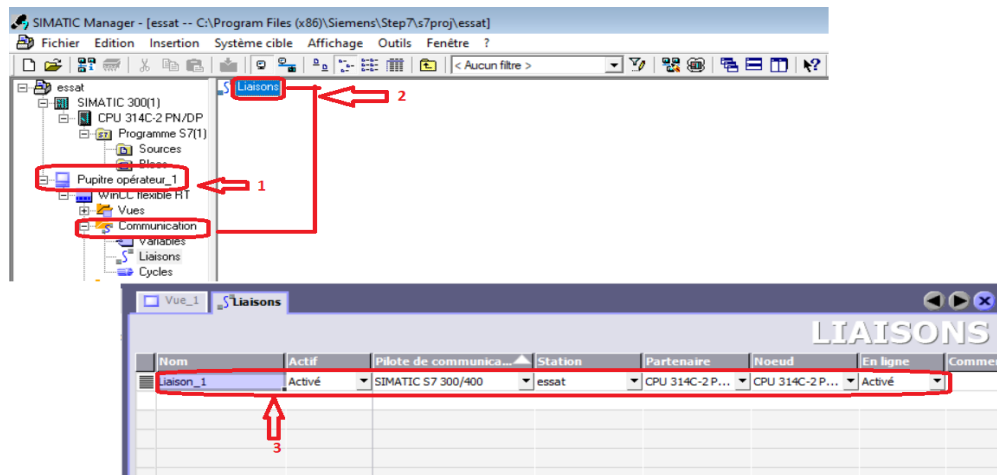 SIMATIC Manager - [essat -- C:\Program Files (x86)\Siemens\Step7\s7proj\essat]
Fichier Edition Insertion Système cible Affichage Outils Fenêtre ?
< Aucun filtre >
essat
Liaisons
2
SIMATIC 300(1)
CPU 314C-2 PN/DP
Programme S7(1)
Sources
Blocs
Pupitre opérateur_1
1
WinCC flexible RT
Vues
Communication
Variables
Liaisons
Cycles
Vue_1 Liaisons
LIAISONS
Nom Actif Pilote de communica... Station Partenaire Noeud En ligne Commen
Liaison_1 Activé SIMATIC S7 300/400 essat CPU 314C-2 P... CPU 314C-2 P... Activé
3